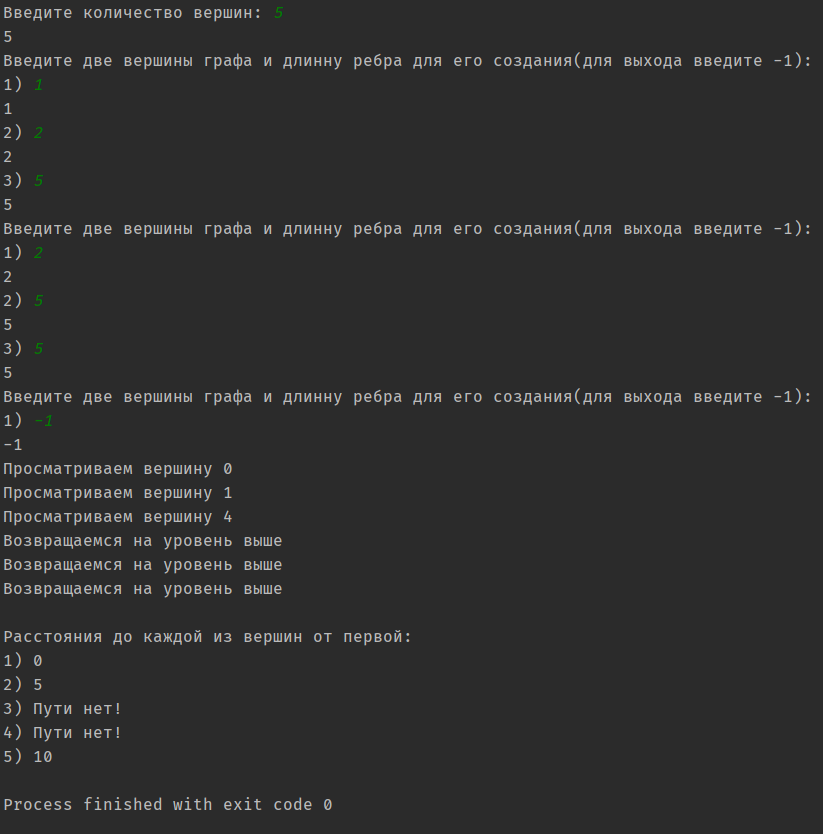 Введите количество вершин: 5
5
Введите две вершины графа и длинну ребра для его создания(для выхода введите -1):
1) 1
1
2) 2
2
3) 5
5
Введите две вершины графа и длинну ребра для его создания(для выхода введите -1):
1) 2
2
2) 5
5
3) 5
5
Введите две вершины графа и длинну ребра для его создания(для выхода введите -1):
1) -1
-1
Просматриваем вершину 0
Просматриваем вершину 1
Просматриваем вершину 4
Возвращаемся на уровень выше
Возвращаемся на уровень выше
Возвращаемся на уровень выше
Расстояния до каждой из вершин от первой:
1) 0
2) 5
3) Пути нет!
4) Пути нет!
5) 10
Process finished with exit code 0